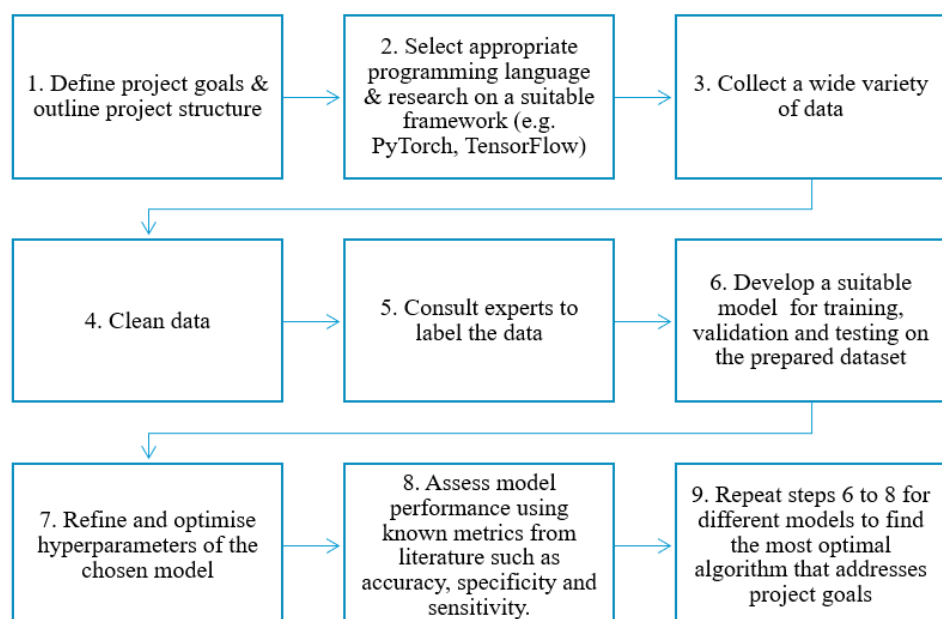 1. Define project goals &
outline project structure
2. Select appropriate
programming language
& research on a suitable
framework (e.g.
PyTorch, TensorFlow)
3. Collect a wide variety
of data
4. Clean data
5. Consult experts to
label the data
6. Develop a suitable
model for training,
validation and testing on
the prepared dataset
7. Refine and optimise
hyperparameters of the
chosen model
8. Assess model
performance using
known metrics from
literature such as
accuracy, specificity and
sensitivity.
9. Repeat steps 6 to 8 for
different models to find
the most optimal
algorithm that addresses
project goals